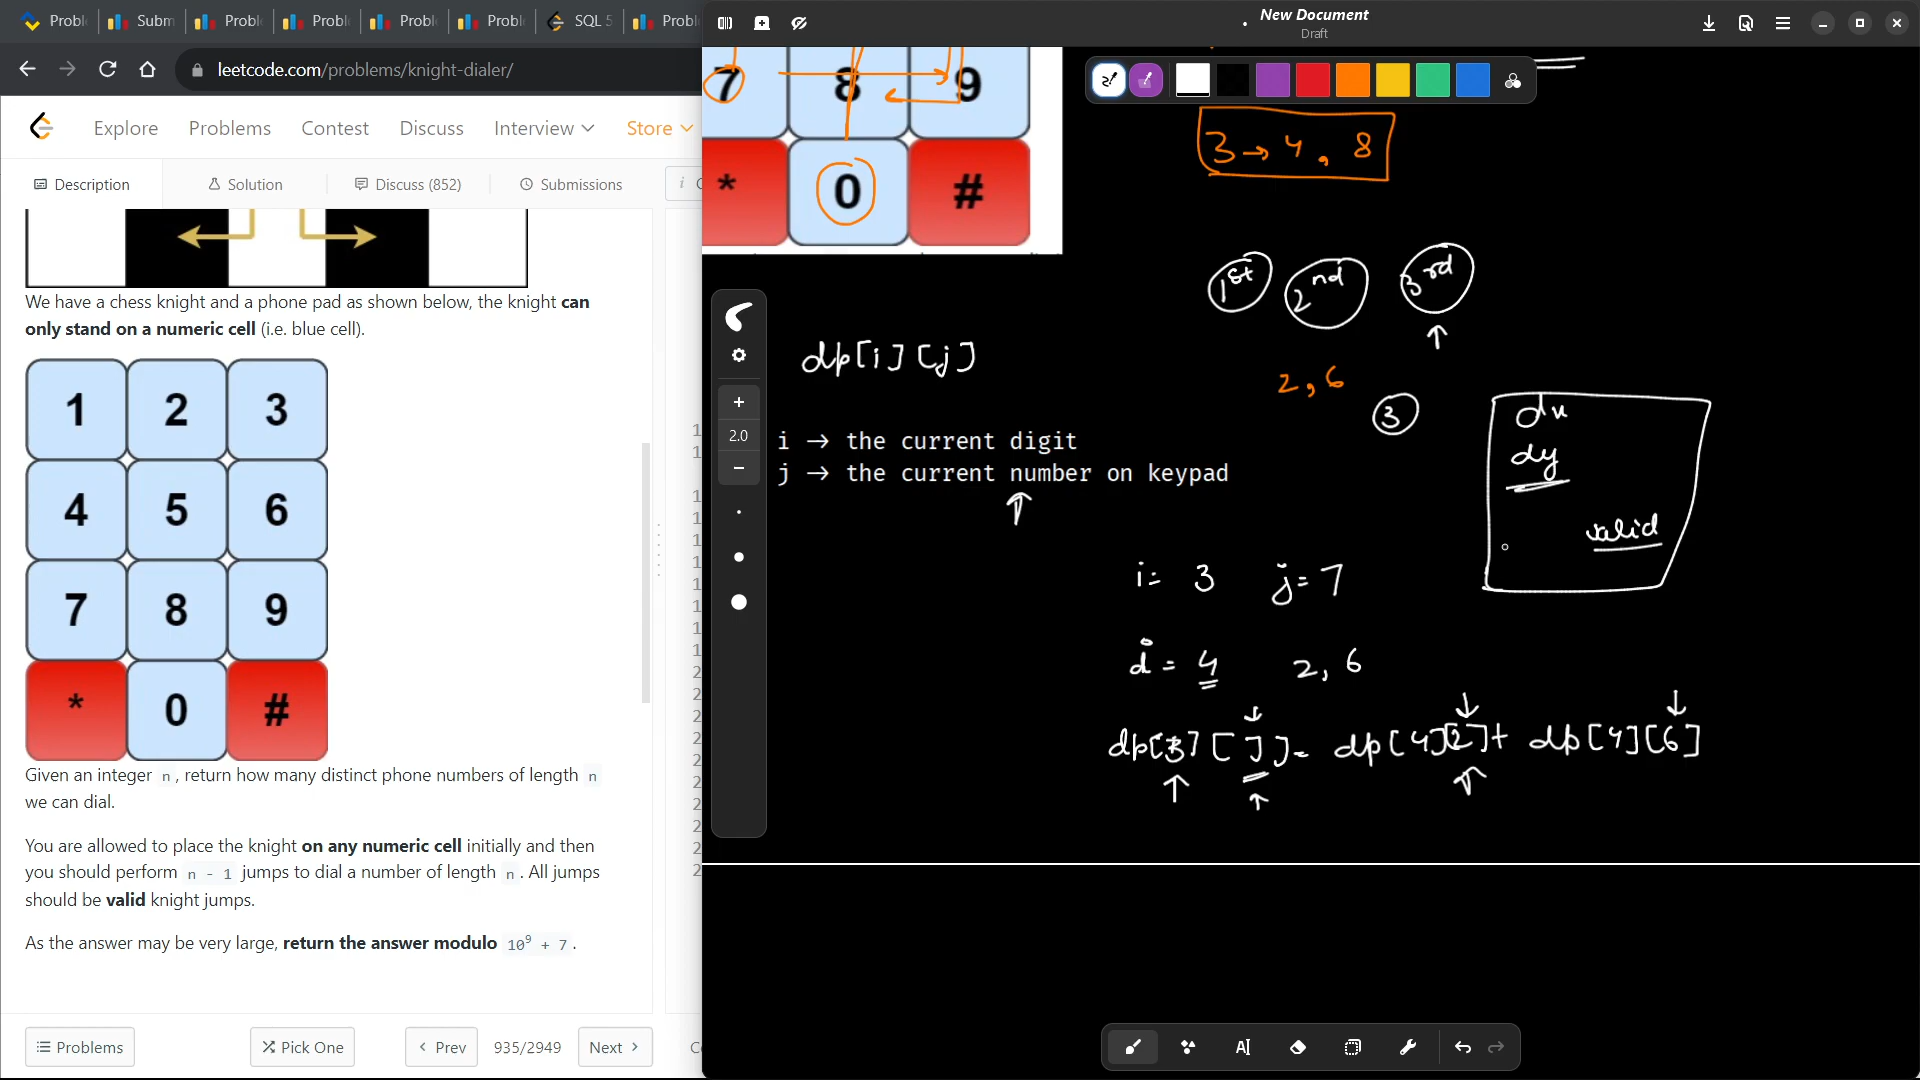 Probl
Subm
Probl
Probl
Probl
Probl
SQL 5
Probl
leetcode.com/problems/knight-dialer/
Explore Problems Contest Discuss Interview Store
Description Solution Discuss (852) Submissions i
We have a chess knight and a phone pad as shown below, the knight can
only stand on a numeric cell (i.e. blue cell).
1 2 3
4 5 6
7 8 9
* 0 #
Given an integer n, return how many distinct phone numbers of length n
we can dial.
You are allowed to place the knight on any numeric cell initially and then
you should perform n - 1 jumps to dial a number of length n. All jumps
should be valid knight jumps.
As the answer may be very large, return the answer modulo 10⁹ + 7.
Problems Pick One Prev 935/2949 Next
New Document
Draft
7 8 9
* 0 #
3 → 4, 8
1st 2nd 3rd
dp[i][j]
2, 6
3
+
2.0
−
i → the current digit
j → the current number on keypad
dx
dy
valid
i = 3 j = 7
i = 4 2, 6
dp[3][j] = dp[4][2] + dp[4][6]